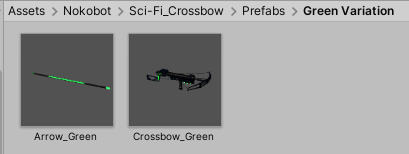 Assets > Nokobot > Sci-Fi_Crossbow > Prefabs > Green Variation
Arrow_Green Crossbow_Green